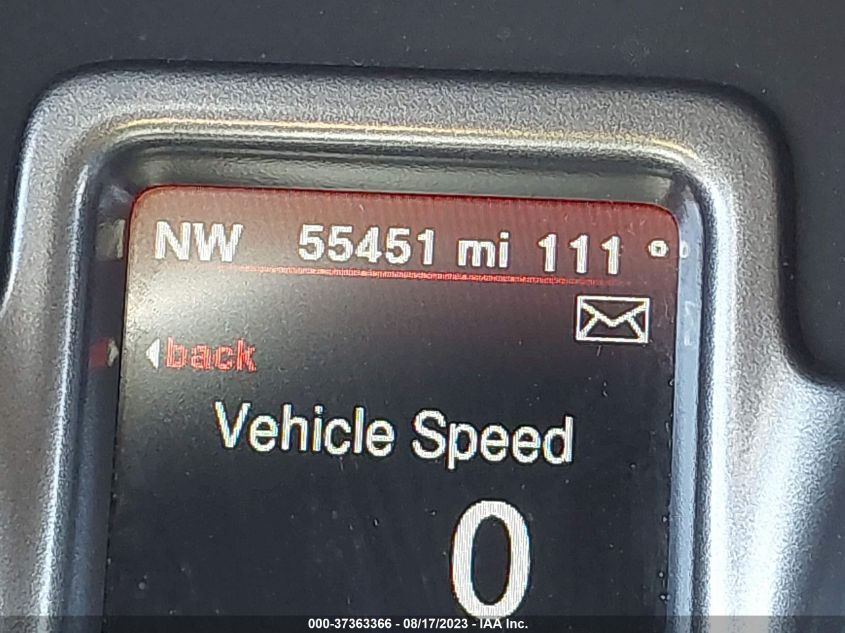 NW 55451 mi 111 °
back
Vehicle Speed
0
000-37363366 - 08/17/2023 - IAA Inc.